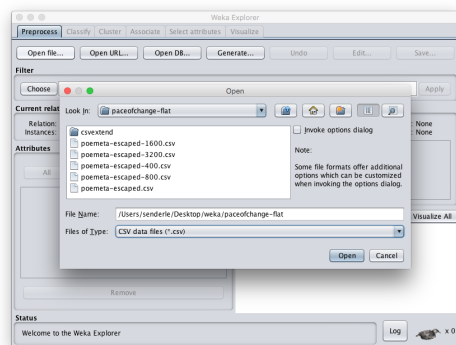 Weka Explorer
Preprocess Classify Cluster Associate Select attributes Visualize
Open file... Open URL... Open DB... Generate... Undo Edit... Save...
Filter
Choose Apply
Open
Current relat
Look In: paceofchange-flat
Relation: None
Instances: None
csvextend
poemeta-escaped-1600.csv
poemeta-escaped-3200.csv
poemeta-escaped-400.csv
poemeta-escaped-800.csv
poemeta-escaped.csv
Invoke options dialog
Note:
Some file formats offer additional
options which can be customized
when invoking the options dialog.
Attributes
All
File Name: /Users/senderle/Desktop/weka/paceofchange-flat
Visualize All
Files of Type: CSV data files (*.csv)
Open Cancel
Remove
Status
Welcome to the Weka Explorer
Log x 0